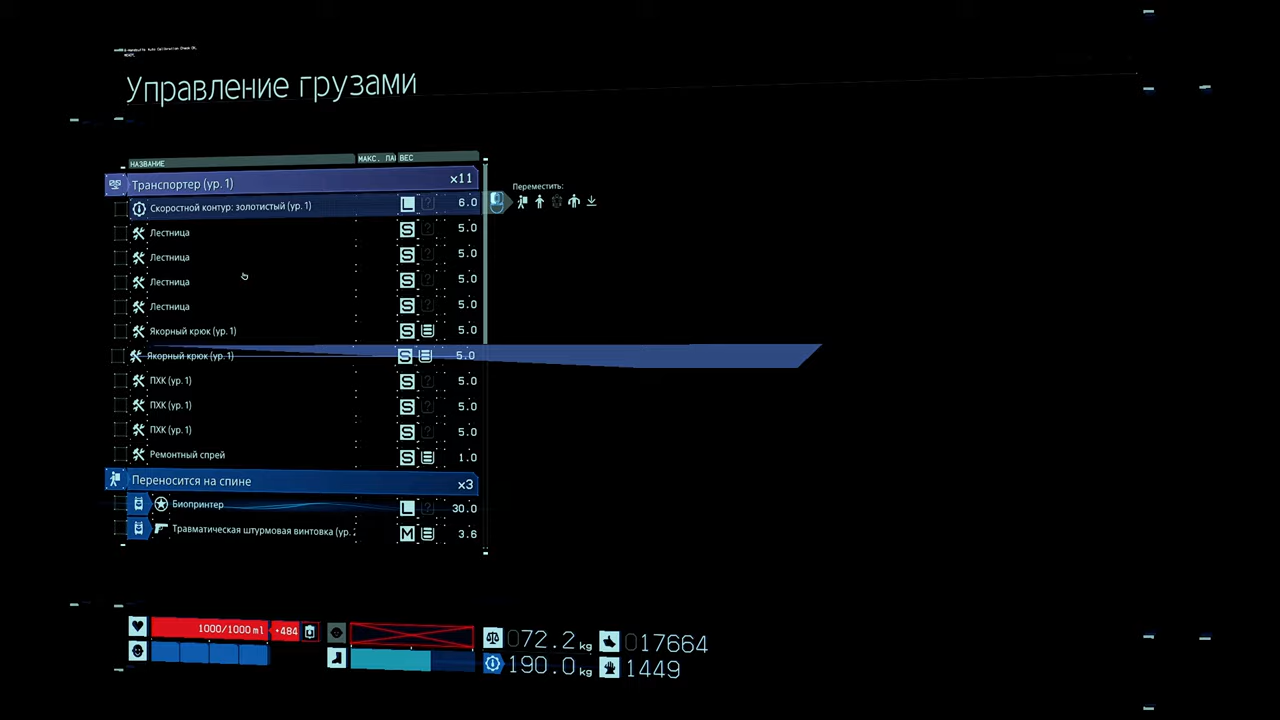 Управление грузами
НАЗВАНИЕ МАКС. ПА ВЕС
Транспортер (ур. 1) x11
Скоростной контур: золотистый (ур. 1) L ? 6.0
Переместить:
Лестница S ? 5.0
Лестница S ? 5.0
Лестница S ? 5.0
Лестница S ? 5.0
Якорный крюк (ур. 1) S 5.0
Якорный крюк (ур. 1) S 5.0
ПХК (ур. 1) S ? 5.0
ПХК (ур. 1) S ? 5.0
ПХК (ур. 1) S ? 5.0
Ремонтный спрей S 1.0
Переносится на спине x3
Биопринтер L ? 30.0
Травматическая штурмовая винтовка (ур. M 3.6
1000/1000 ml +484 072.2 kg 017664
190.0 kg 1449